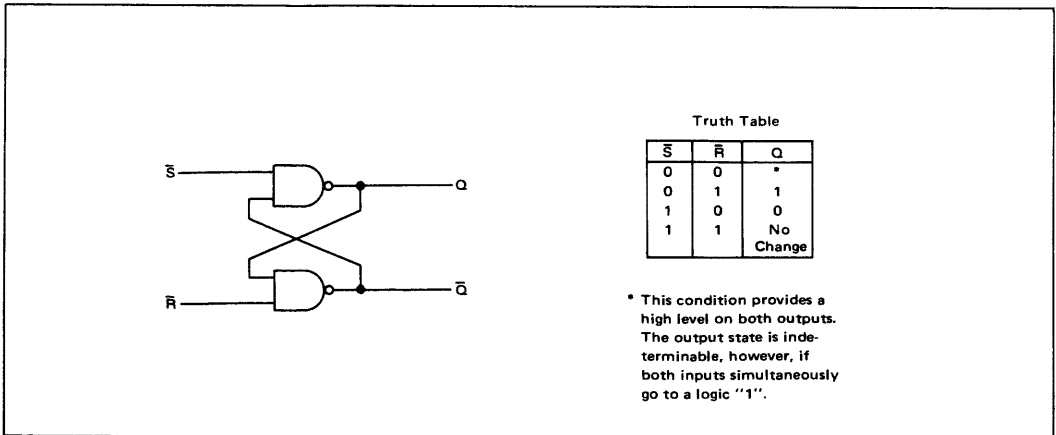 S̄
Q
R̄
Q̄
Truth Table
S̄ R̄ Q
0 0 *
0 1 1
1 0 0
1 1 No
Change
* This condition provides a
high level on both outputs.
The output state is inde-
terminable, however, if
both inputs simultaneously
go to a logic "1".